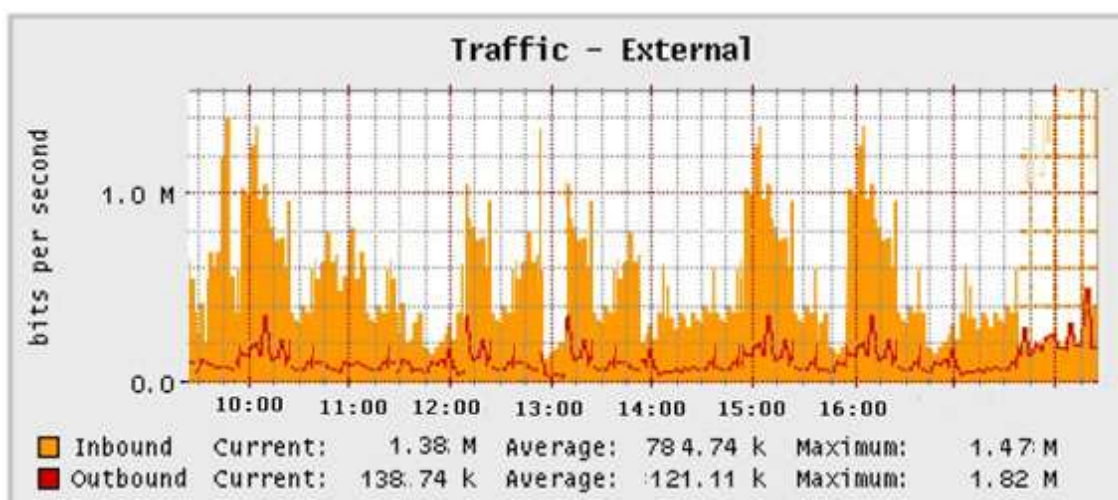 Traffic - External
bits per second
1.0 M
0.0
10:00 11:00 12:00 13:00 14:00 15:00 16:00
Inbound Current: 1.38 M Average: 784.74 k Maximum: 1.47 M
Outbound Current: 138.74 k Average: 121.11 k Maximum: 1.82 M